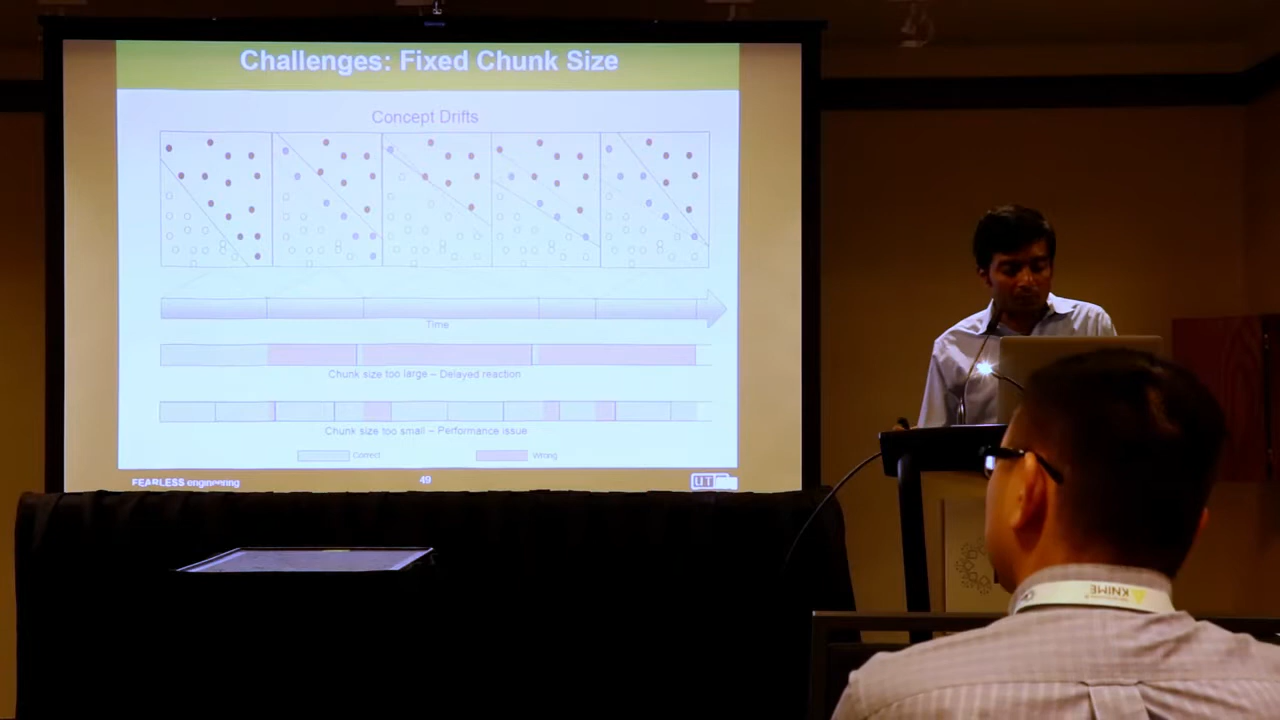 Challenges: Fixed Chunk Size
Concept Drifts
Time
Chunk size too large – Delayed reaction
Chunk size too small – Performance issue
Correct
Wrong
FEARLESS engineering
49
UT
KNIME